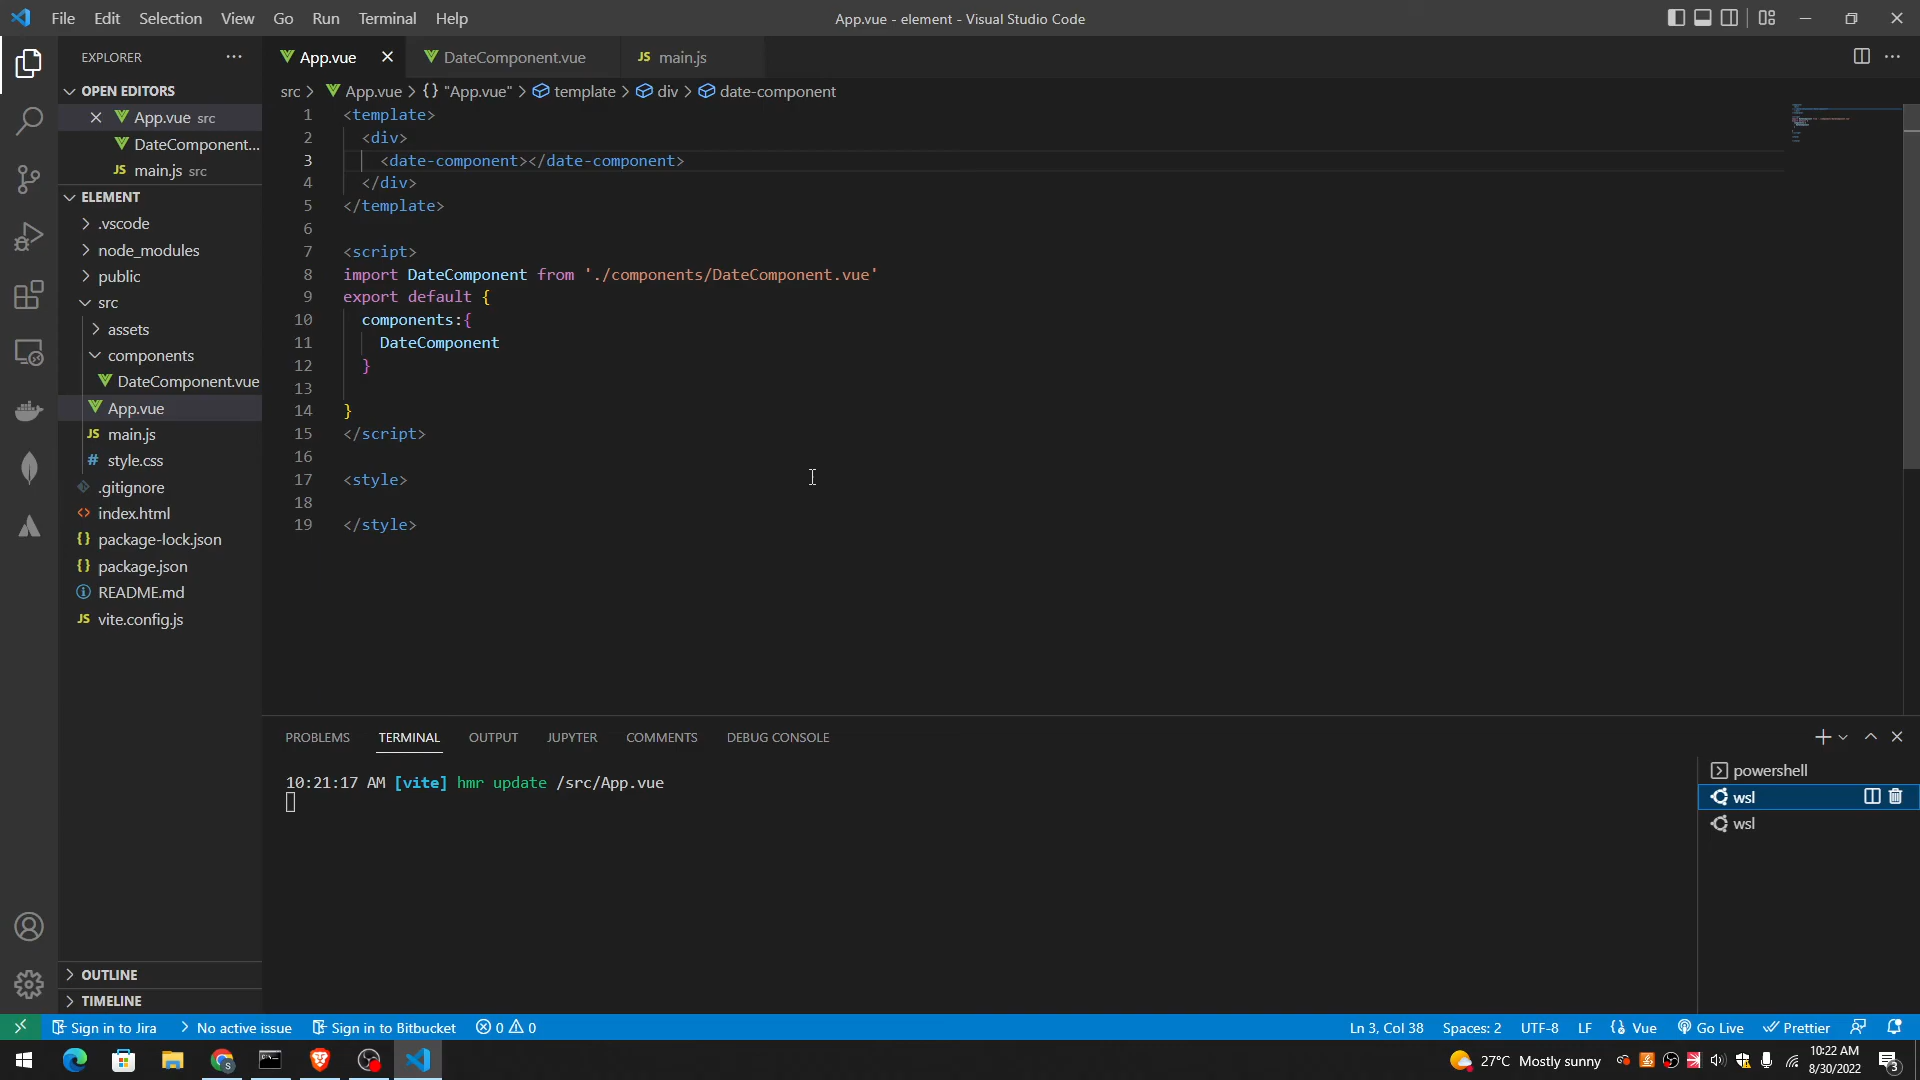 File Edit Selection View Go Run Terminal Help
App.vue - element - Visual Studio Code
EXPLORER
OPEN EDITORS
App.vue src
DateComponent...
JS main.js src
ELEMENT
.vscode
node_modules
public
src
assets
components
DateComponent.vue
App.vue
JS main.js
# style.css
.gitignore
<> index.html
{} package-lock.json
{} package.json
README.md
JS vite.config.js
OUTLINE
TIMELINE
App.vue
DateComponent.vue
JS main.js
src > App.vue > {} "App.vue" > template > div > date-component
1 <template>
2 <div>
3 <date-component></date-component>
4 </div>
5 </template>
6
7 <script>
8 import DateComponent from './components/DateComponent.vue'
9 export default {
10 components:{
11 DateComponent
12 }
13
14 }
15 </script>
16
17 <style>
18
19 </style>
PROBLEMS TERMINAL OUTPUT JUPYTER COMMENTS DEBUG CONSOLE
10:21:17 AM [vite] hmr update /src/App.vue
powershell
wsl
wsl
Sign in to Jira
No active issue
Sign in to Bitbucket
0 0
Ln 3, Col 38
Spaces: 2
UTF-8
LF
{} Vue
Go Live
Prettier
27°C Mostly sunny
10:22 AM
8/30/2022
3